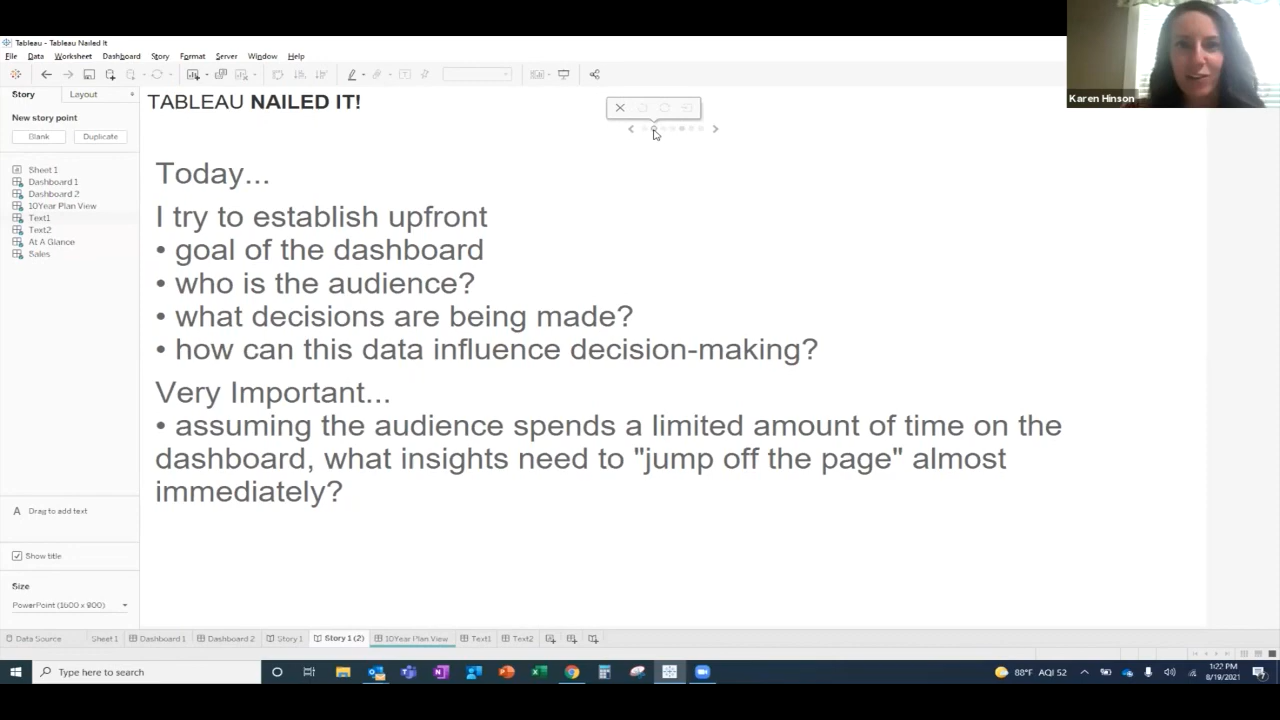 Tableau - Tableau Nailed It
File Data Worksheet Dashboard Story Analysis Format Server Window Help
Karen Hinson
Story Layout
TABLEAU NAILED IT!
New story point
Blank Duplicate
Sheet 1
Dashboard 1
Dashboard 2
10Year Plan View
Text1
Text2
At A Glance
Sales
Today...
I try to establish upfront
• goal of the dashboard
• who is the audience?
• what decisions are being made?
• how can this data influence decision-making?
Very Important...
• assuming the audience spends a limited amount of time on the
dashboard, what insights need to "jump off the page" almost
immediately?
A Drag to add text
Show title
Size
PowerPoint (1600 x 900)
Data Source Sheet 1 Dashboard 1 Dashboard 2 Story 1 Story 1 (2) 10Year Plan View Text1 Text2
Type here to search
88°F AQI 52
1:22 PM
8/19/2021